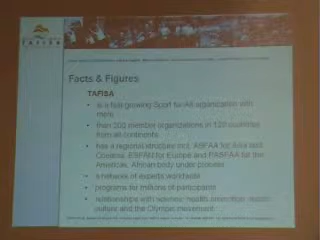 TAFISA
Facts & Figures
TAFISA
• is a fast growing Sport for All organization with
more
• than 200 member organizations in 120 countries
from all continents
• has a regional structure incl. ASFAA for Asia and
Oceania, for Europe and PASFAA for the
Americas, African body under process
• a network of experts worldwide
• programs for millions of participants
• relationships with science, health promotion,
culture and the Olympic movement